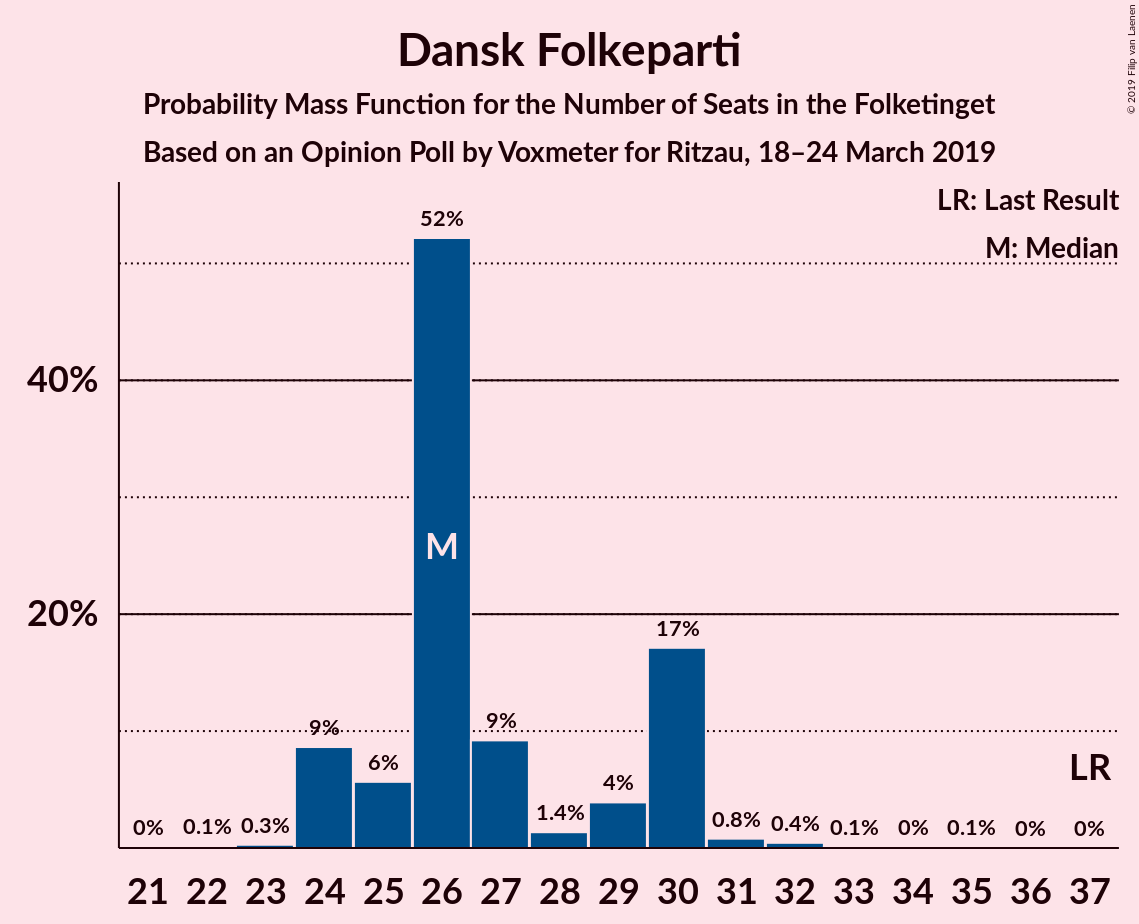 Dansk Folkeparti
Probability Mass Function for the Number of Seats in the Folketinget
Based on an Opinion Poll by Voxmeter for Ritzau, 18–24 March 2019
© 2019 Filip van Laenen
LR: Last Result
M: Median
40%
20%
0% 0.1% 0.3% 9% 6% 52% 9% 1.4% 4% 17% 0.8% 0.4% 0.1% 0% 0.1% 0% 0%
M
LR
21 22 23 24 25 26 27 28 29 30 31 32 33 34 35 36 37